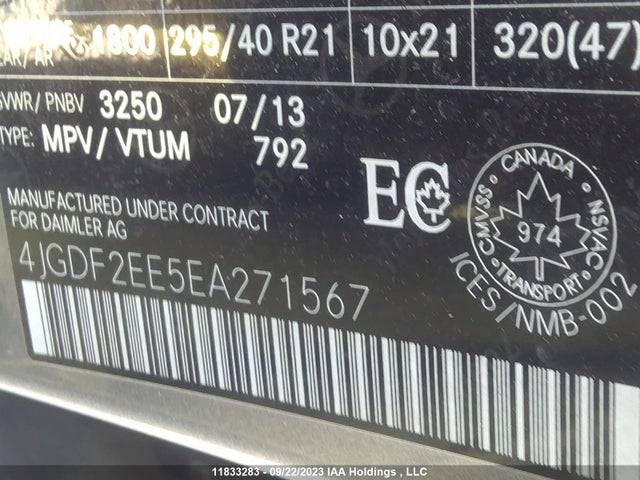 1800 295/40 R21 10x21 320(47)
/ AR
GVWR/ PNBV 3250 07/13
TYPE: MPV/ VTUM 792
MANUFACTURED UNDER CONTRACT
FOR DAIMLER AG
EC
CANADA
CMVSS 974 NSVAC
TRANSPORT
ICES/NMB-002
4JGDF2EE5EA271567
11833283 - 09/22/2023 IAA Holdings , LLC